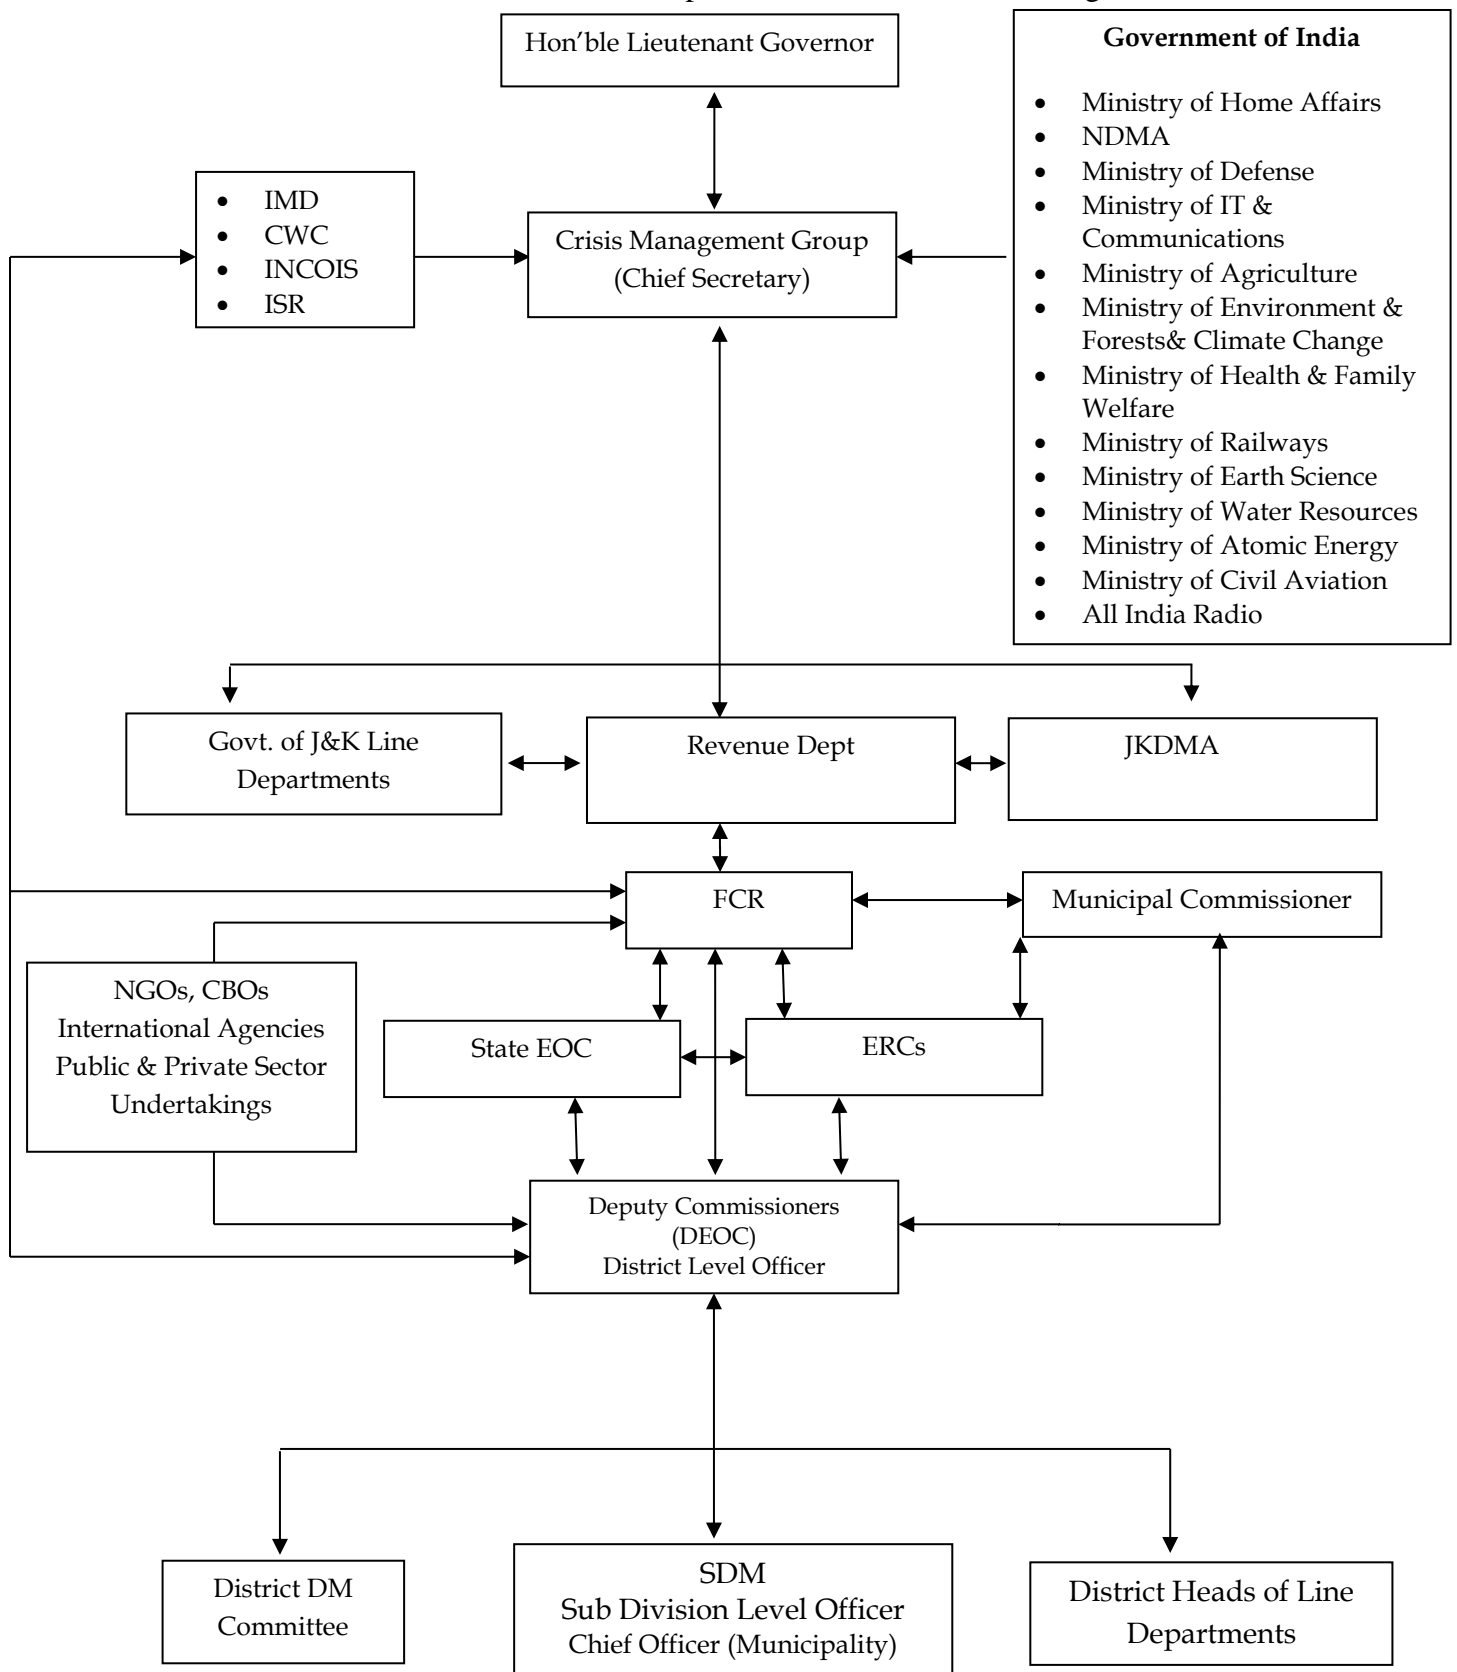 Hon’ble Lieutenant Governor
Government of India
• Ministry of Home Affairs
• NDMA
• Ministry of Defense
• Ministry of IT &
Communications
• Ministry of Agriculture
• Ministry of Environment &
Forests& Climate Change
• Ministry of Health & Family
Welfare
• Ministry of Railways
• Ministry of Earth Science
• Ministry of Water Resources
• Ministry of Atomic Energy
• Ministry of Civil Aviation
• All India Radio
• IMD
• CWC
• INCOIS
• ISR
Crisis Management Group
(Chief Secretary)
Govt. of J&K Line
Departments
Revenue Dept
JKDMA
FCR
Municipal Commissioner
NGOs, CBOs
International Agencies
Public & Private Sector
Undertakings
State EOC
ERCs
Deputy Commissioners
(DEOC)
District Level Officer
District DM
Committee
SDM
Sub Division Level Officer
Chief Officer (Municipality)
District Heads of Line
Departments